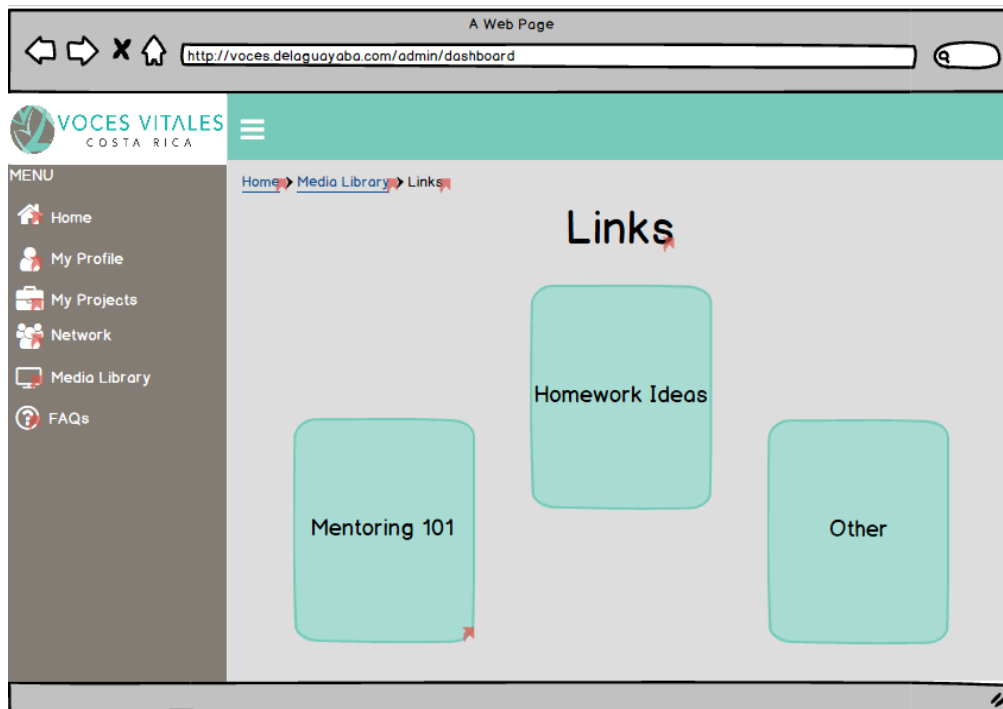 A Web Page
http://voces.delaguayaba.com/admin/dashboard
VOCES VITALES
COSTA RICA
MENU
Home
My Profile
My Projects
Network
Media Library
FAQs
Home > Media Library > Links
Links
Homework Ideas
Mentoring 101
Other